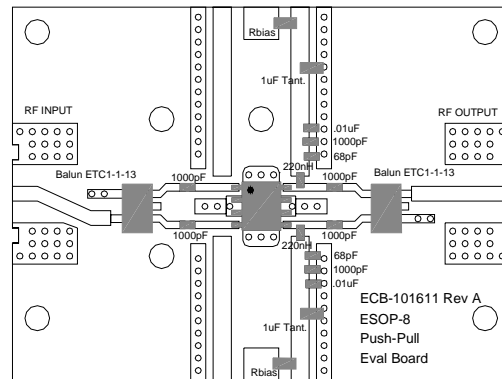 Rbias
1uF Tant.
RF INPUT
RF OUTPUT
.01uF
1000pF
68pF
Balun ETC1-1-13
220nH
Balun ETC1-1-13
1000pF
1000pF
1000pF
1000pF
220nH
68pF
1000pF
.01uF
1uF Tant.
Rbias
ECB-101611 Rev A
ESOP-8
Push-Pull
Eval Board